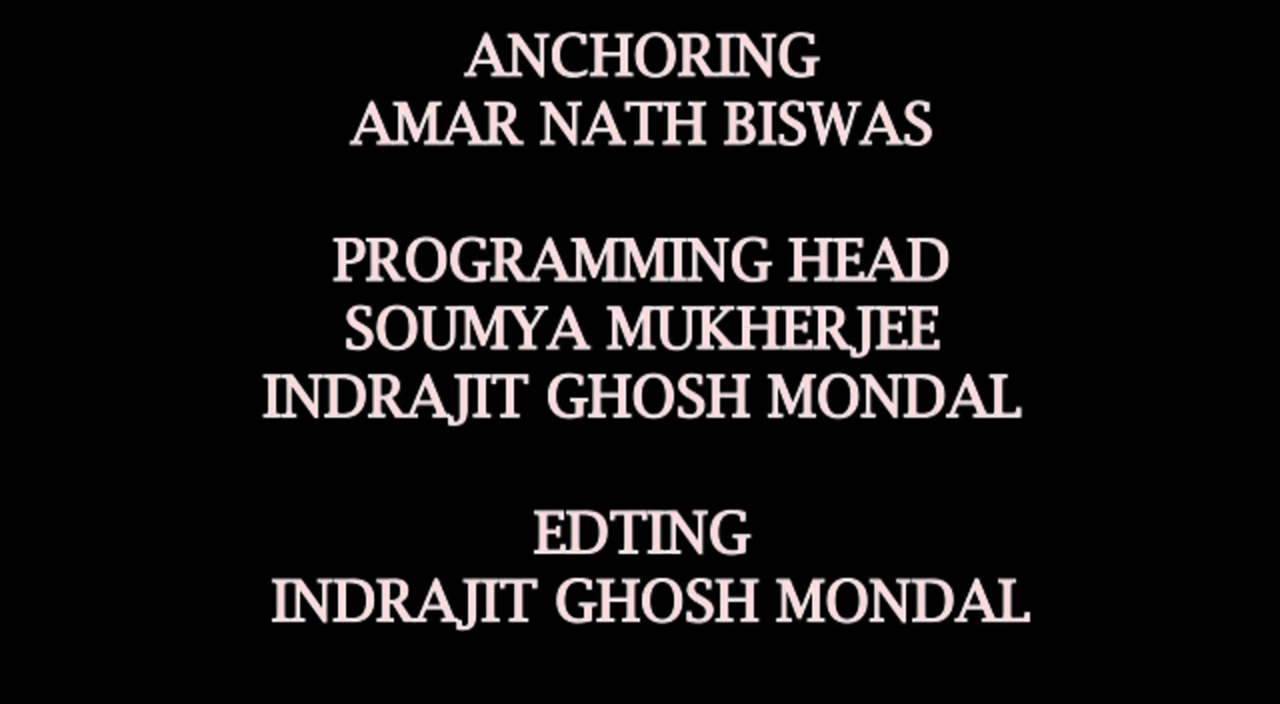 ANCHORING
AMAR NATH BISWAS
PROGRAMMING HEAD
SOUMYA MUKHERJEE
INDRAJIT GHOSH MONDAL
EDTING
INDRAJIT GHOSH MONDAL